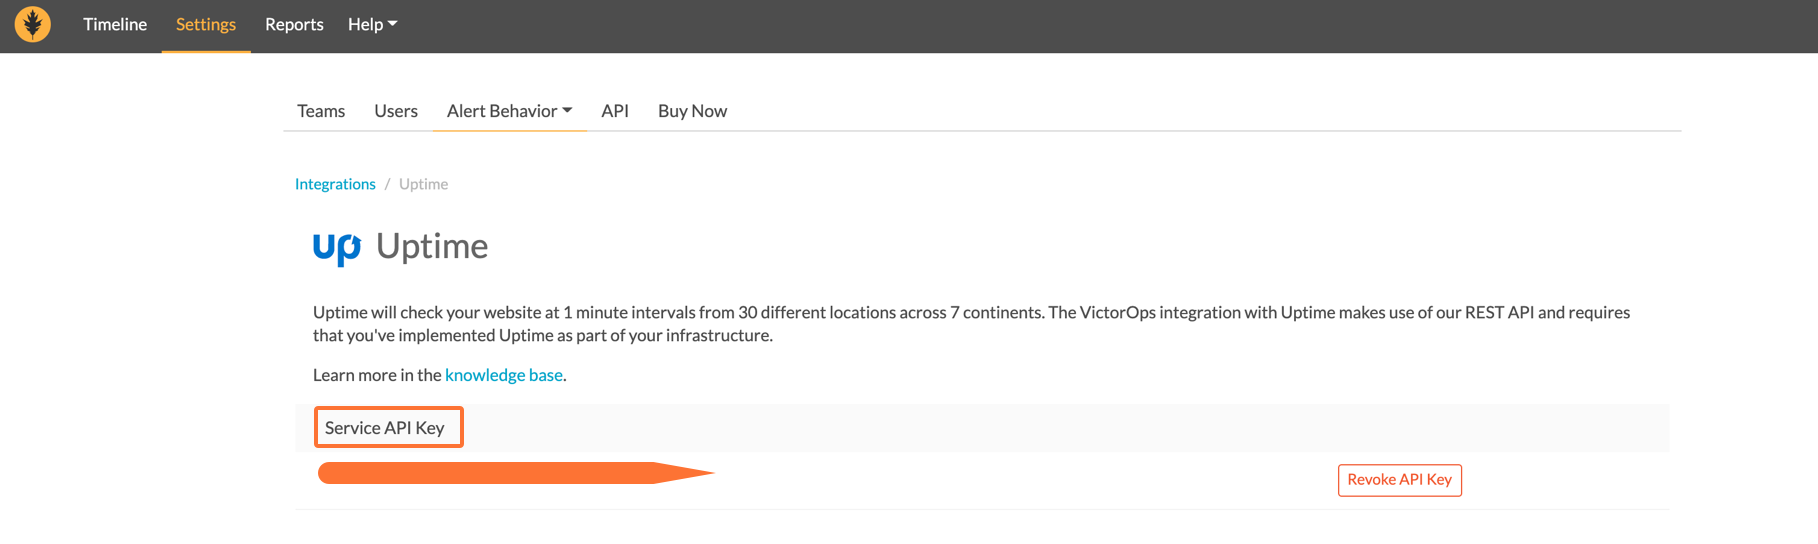 Timeline Settings Reports Help
Teams Users Alert Behavior API Buy Now
Integrations / Uptime
up Uptime
Uptime will check your website at 1 minute intervals from 30 different locations across 7 continents. The VictorOps integration with Uptime makes use of our REST API and requires
that you've implemented Uptime as part of your infrastructure.
Learn more in the knowledge base.
Service API Key
Revoke API Key